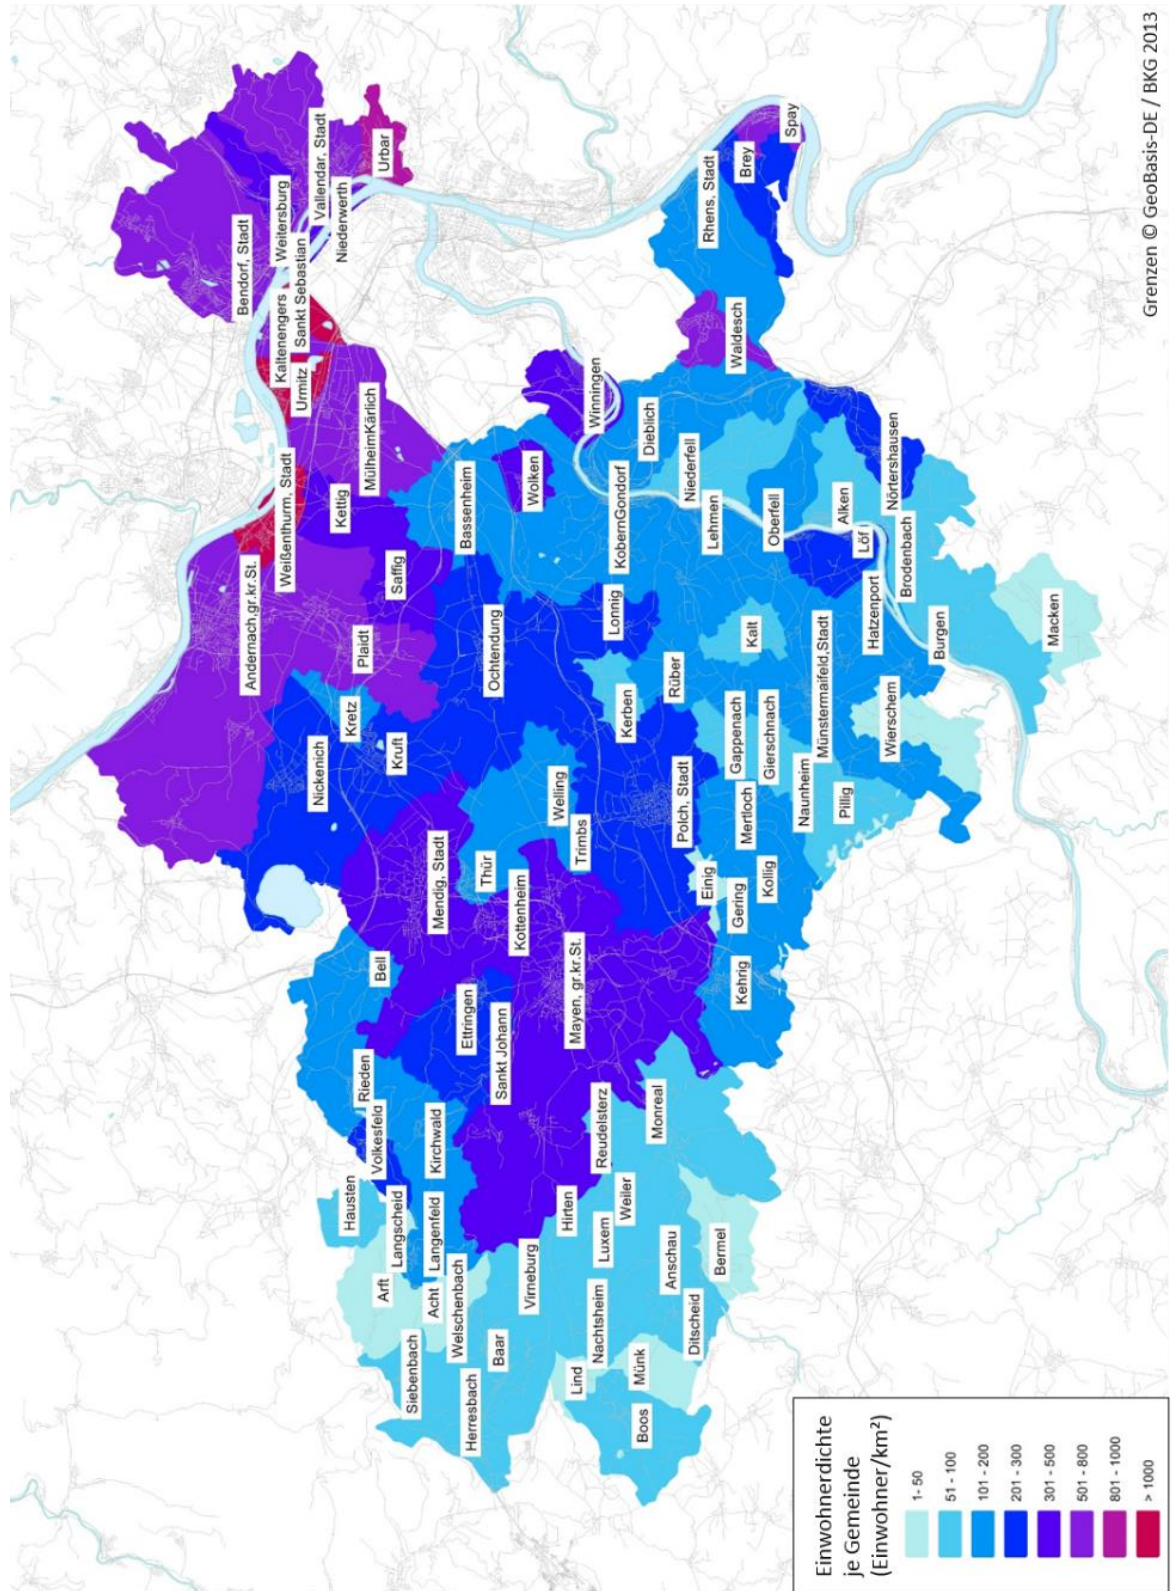 Grenzen © GeoBasis-DE / BKG 2013
Siebenbach
Herresbach
Boos
Lind
Münk
Baar
Nachtsheim
Ditscheid
Arft
Acht
Welschenbach
Virneburg
Luxem
Anschau
Bermel
Hausten
Langscheid
Langenfeld
Hirten
Weiler
Volkesfeld
Kirchwald
Reudelsterz
Monreal
Rieden
Ettringen
Sankt Johann
Bell
Mayen, gr.kr.St.
Kehrig
Mendig, Stadt
Thür
Kottenheim
Einig
Gering
Kollig
Trimbs
Welling
Polch, Stadt
Mertloch
Naunheim
Pillig
Nickenich
Kretz
Kruft
Kerben
Rüber
Gappenach
Gierschnach
Münstermaifeld,Stadt
Wierschem
Andernach,gr.kr.St.
Plaidt
Ochtendung
Lonnig
Kalt
Hatzenport
Burgen
Macken
Saffig
Bassenheim
KobernGondorf
Lehmen
Oberfell
Löf
Brodenbach
Alken
Nörtershausen
Weißenthurm, Stadt
Kettig
MülheimKärlich
Wolken
Winningen
Dieblich
Niederfell
Urmitz
Kaltenengers
Sankt Sebastian
Waldesch
Bendorf, Stadt
Weitersburg
Vallendar, Stadt
Niederwerth
Urbar
Rhens, Stadt
Brey
Spay
Einwohnerdichte
je Gemeinde
(Einwohner/km²)
1- 50
51 - 100
101 - 200
201 - 300
301 - 500
501 - 800
801 - 1000
> 1000